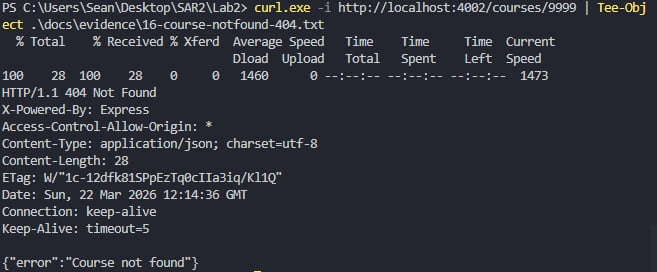 PS C:\Users\Sean\Desktop\SAR2\Lab2> curl.exe -i http://localhost:4002/courses/9999 | Tee-Obj
ect .\docs\evidence\16-course-notfound-404.txt
  % Total    % Received % Xferd  Average Speed   Time    Time     Time  Current
                                 Dload  Upload   Total   Spent    Left  Speed
100    28  100    28    0     0   1460      0 --:--:-- --:--:-- --:--:--  1473
HTTP/1.1 404 Not Found
X-Powered-By: Express
Access-Control-Allow-Origin: *
Content-Type: application/json; charset=utf-8
Content-Length: 28
ETag: W/"1c-12dfk81SPpEzTq0cIIa3iq/Kl1Q"
Date: Sun, 22 Mar 2026 12:14:36 GMT
Connection: keep-alive
Keep-Alive: timeout=5

{"error":"Course not found"}